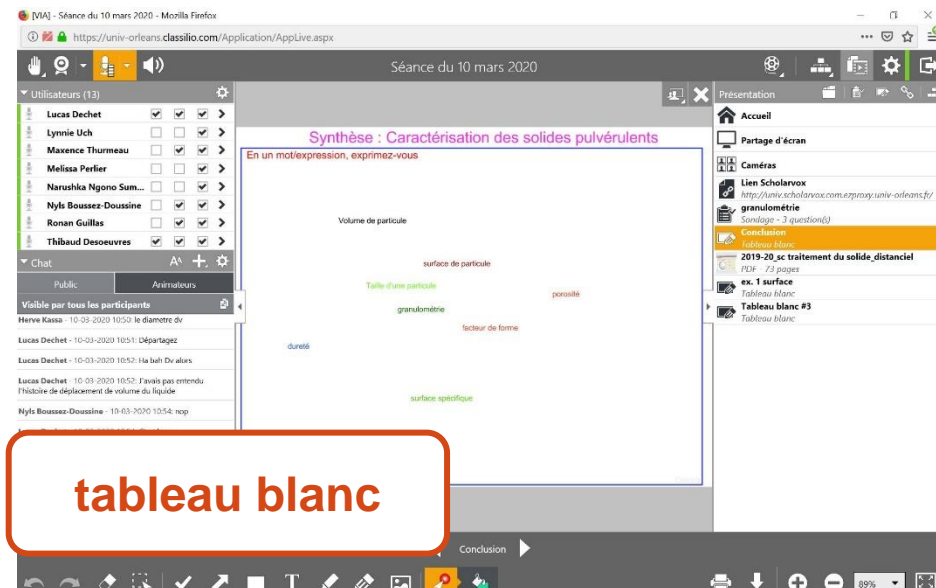 [VIA] - Séance du 10 mars 2020 - Mozilla Firefox
https://univ-orleans.classilio.com/Application/AppLive.aspx
Séance du 10 mars 2020
Utilisateurs (13)
Lucas Dechet
Lynnie Uch
Maxence Thurmeau
Melissa Perlier
Narushka Ngono Sum...
Nyls Boussez-Doussine
Ronan Guillas
Thibaud Desoeuvres
Chat
Public
Animateurs
Visible par tous les participants
Herve Kassa - 10-03-2020 10:50: le diametre dv
Lucas Dechet - 10-03-2020 10:51: Départagez
Lucas Dechet - 10-03-2020 10:52: Ha bah Dv alors
Lucas Dechet - 10-03-2020 10:52: J'avais pas entendu
l'histoire de déplacement de volume du liquide
Nyls Boussez-Doussine - 10-03-2020 10:54: nop
Synthèse : Caractérisation des solides pulvérulents
En un mot/expression, exprimez-vous
Volume de particule
surface de particule
Taille d'une particule
porosité
granulométrie
facteur de forme
dureté
surface spécifique
Présentation
Accueil
Partage d'écran
Caméras
Lien Scholarvox
http://univ.scholarvox.com.ezproxy.univ-orleans.fr/
granulométrie
Sondage - 3 question(s)
Conclusion
Tableau blanc
2019-20_sc traitement du solide_distanciel
PDF - 73 pages
ex. 1 surface
Tableau blanc
Tableau blanc #3
Tableau blanc
tableau blanc
Conclusion
89%